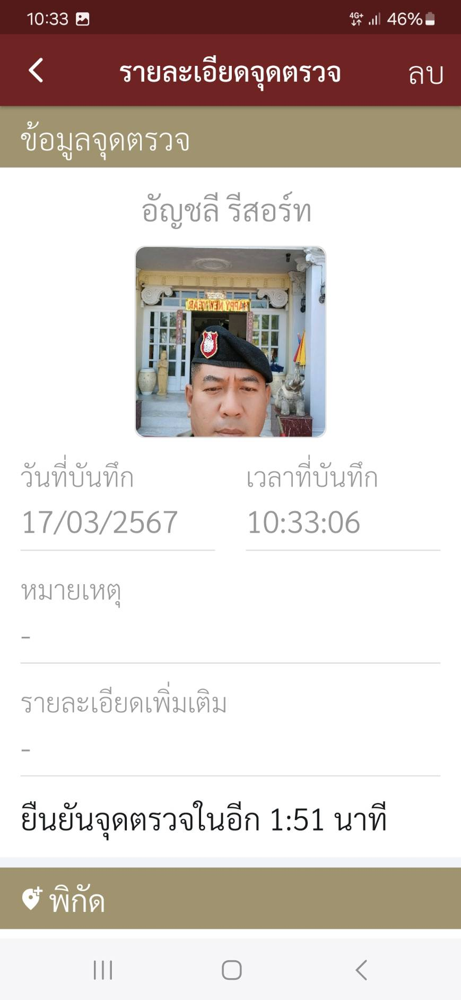 10:33 4G+ 46%
รายละเอียดจุดตรวจ ลบ
ข้อมูลจุดตรวจ
อัญชลี รีสอร์ท
HAPPY NEW YEAR
วันที่บันทึก เวลาที่บันทึก
17/03/2567 10:33:06
หมายเหตุ
-
รายละเอียดเพิ่มเติม
-
ยืนยันจุดตรวจในอีก 1:51 นาที
พิกัด